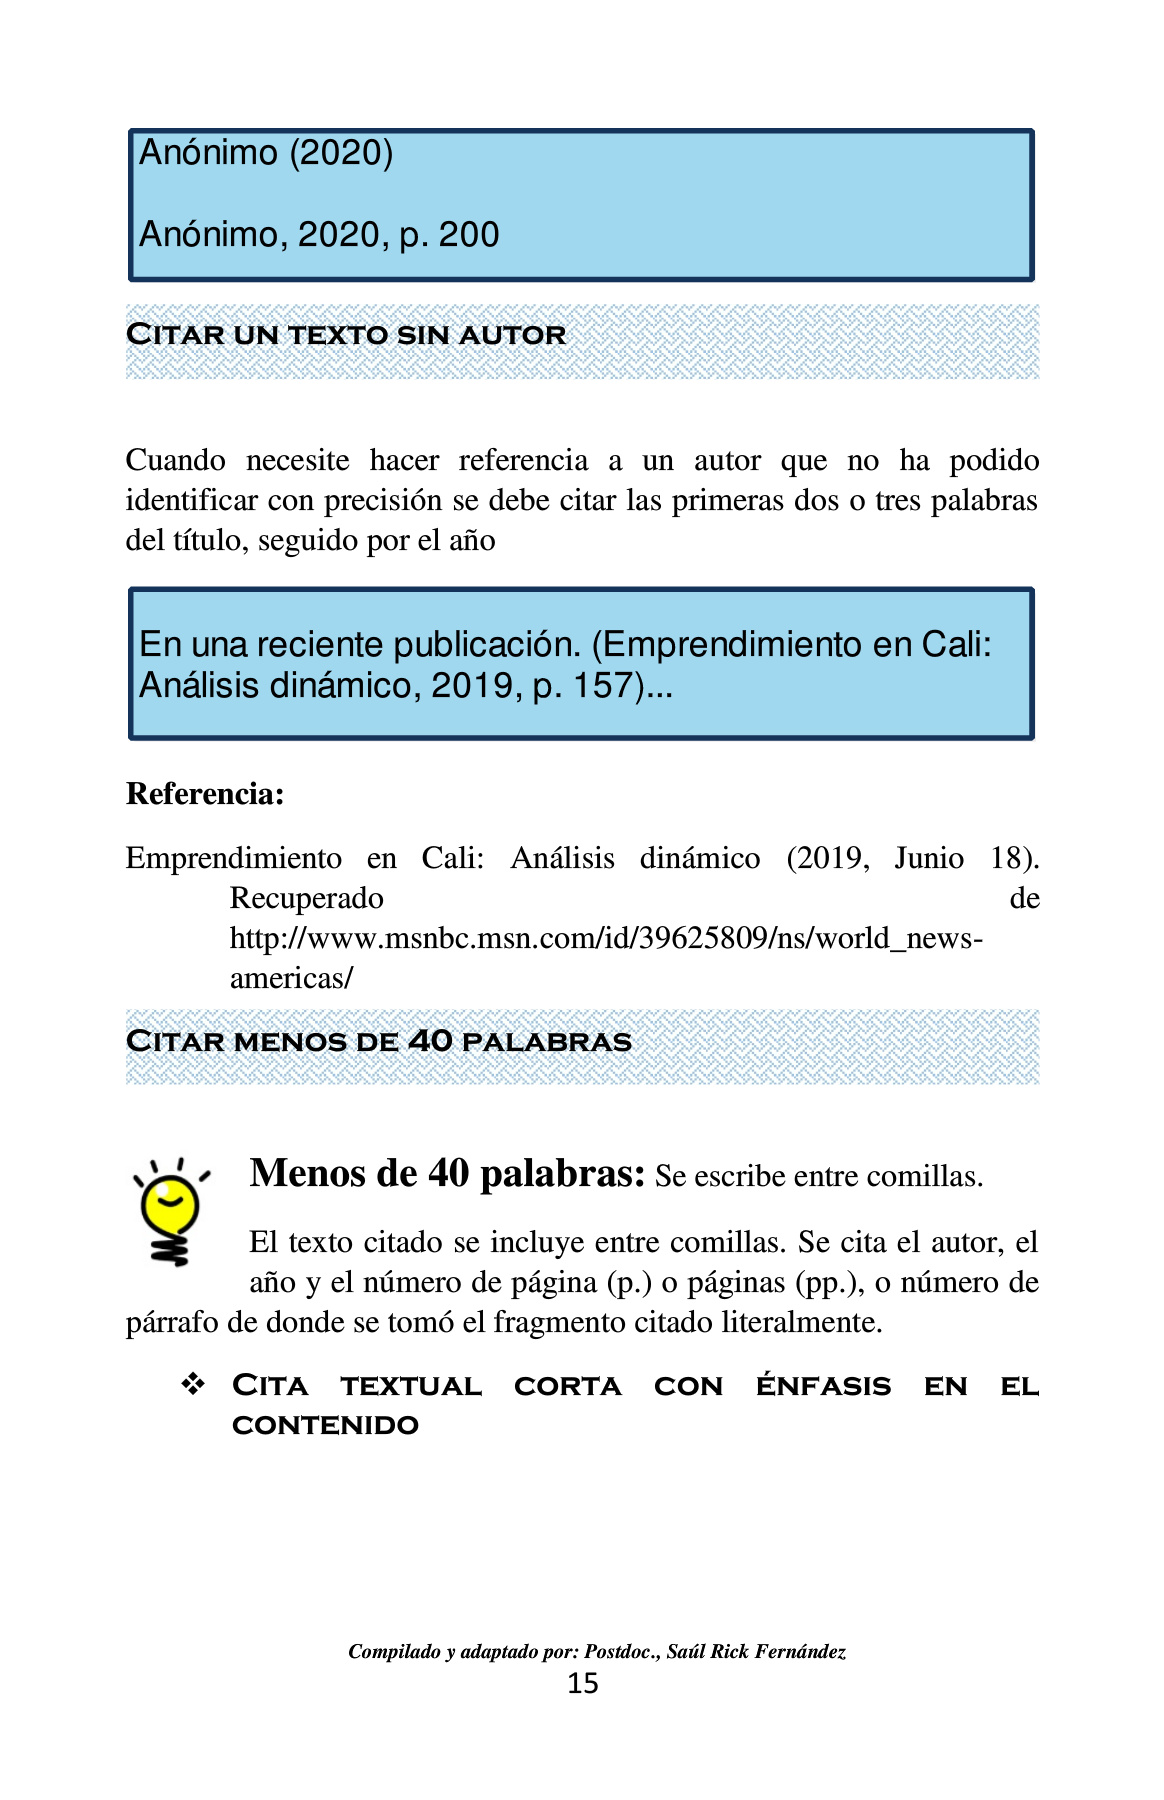 Anónimo (2020)
Anónimo, 2020, p. 200
Citar un texto sin autor
Cuando necesite hacer referencia a un autor que no ha podido
identificar con precisión se debe citar las primeras dos o tres palabras
del título, seguido por el año
En una reciente publicación. (Emprendimiento en Cali:
Análisis dinámico, 2019, p. 157)...
Referencia:
Emprendimiento en Cali: Análisis dinámico (2019, Junio 18).
Recuperado de
http://www.msnbc.msn.com/id/39625809/ns/world_news-
americas/
Citar menos de 40 palabras
Menos de 40 palabras: Se escribe entre comillas.
El texto citado se incluye entre comillas. Se cita el autor, el
año y el número de página (p.) o páginas (pp.), o número de
párrafo de donde se tomó el fragmento citado literalmente.
❖ Cita textual corta con énfasis en el
contenido
Compilado y adaptado por: Postdoc., Saúl Rick Fernández
15